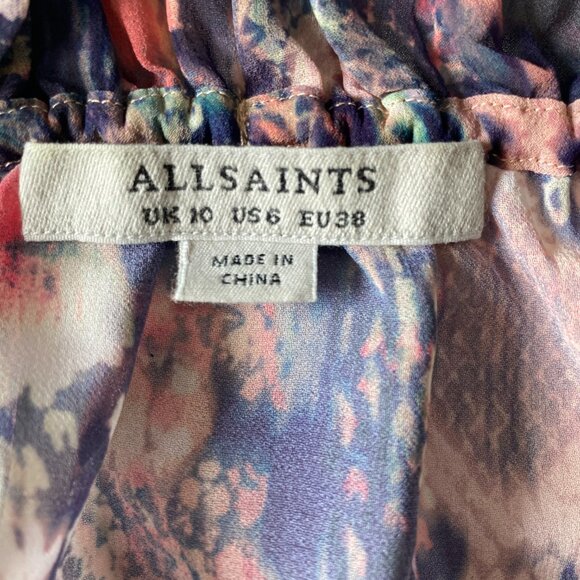 ALLSAINTS
UK 10 US 6 EU 38
MADE IN
CHINA